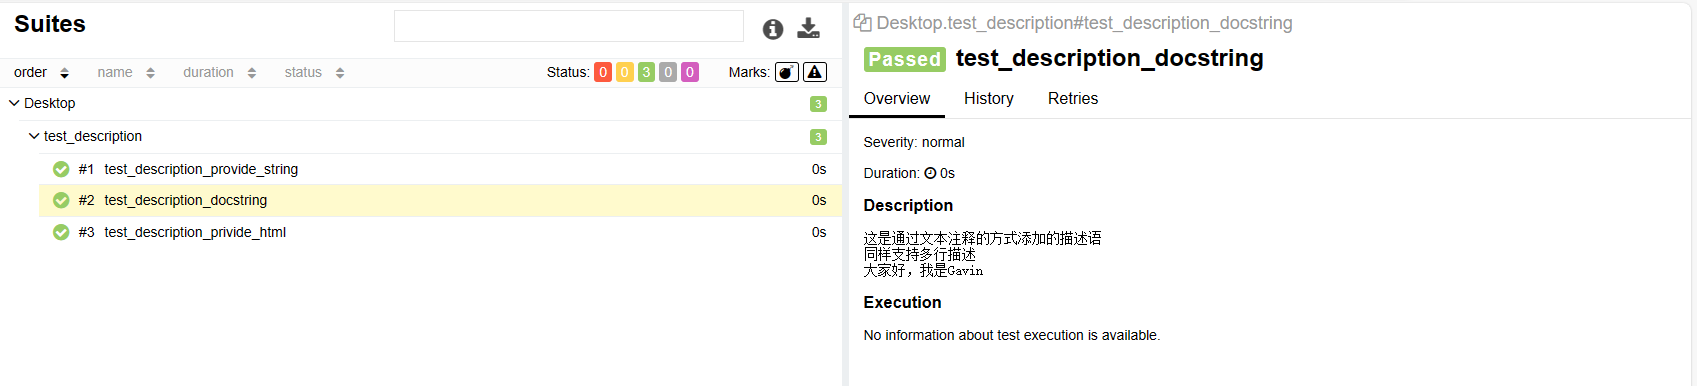 Suites
order name duration status Status: 0 0 3 0 0 Marks:
Desktop 3
test_description 3
#1 test_description_provide_string 0s
#2 test_description_docstring 0s
#3 test_description_privide_html 0s
Desktop.test_description#test_description_docstring
Passed test_description_docstring
Overview History Retries
Severity: normal
Duration: 0s
Description
这是通过文本注释的方式添加的描述语
同样支持多行描述
大家好，我是Gavin
Execution
No information about test execution is available.